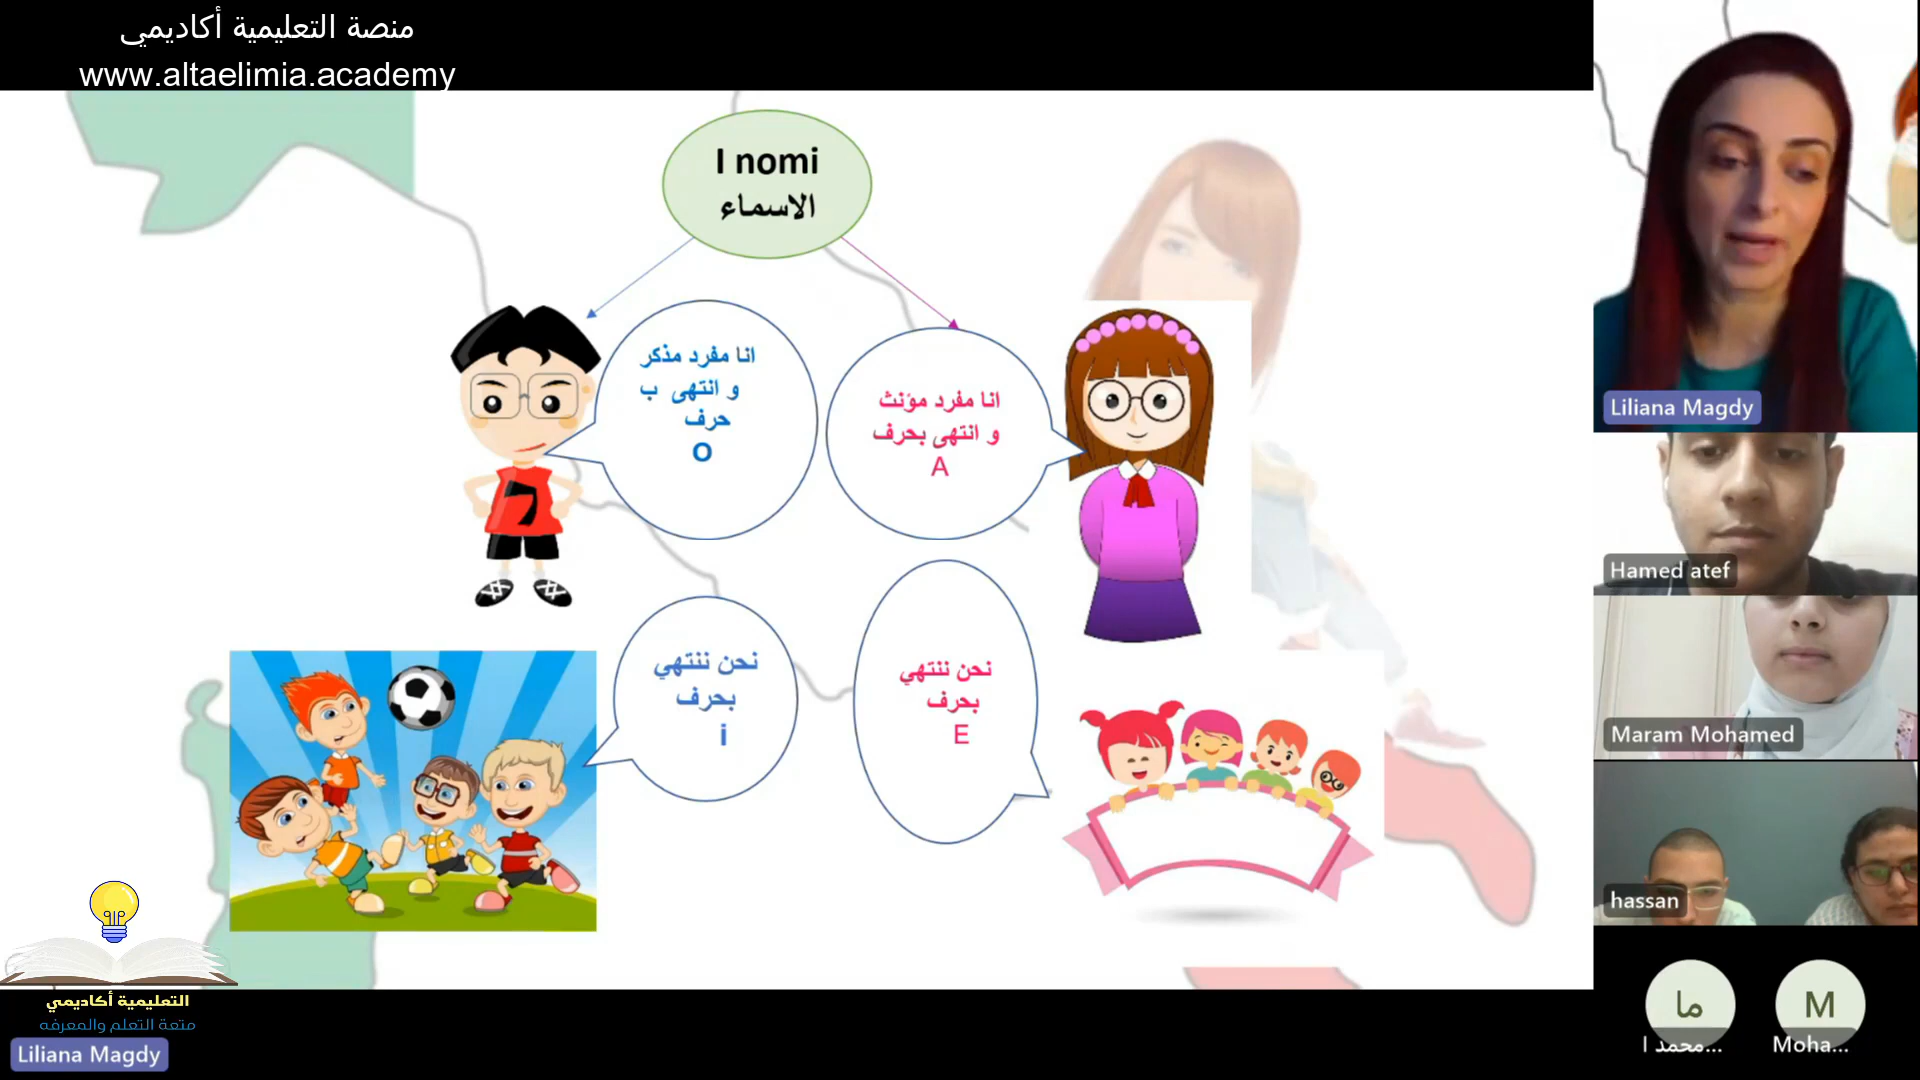 منصة التعليمية أكاديمي
www.altaelimia.academy
I nomi
الاسماء
انا مفرد مذكر
و انتهى ب
حرف
O
انا مفرد مؤنث
و انتهى بحرف
A
نحن ننتهي
بحرف
i
نحن ننتهي
بحرف
E
التعليمية أكاديمي
متعة التعلم والمعرفه
Liliana Magdy
Liliana Magdy
Hamed atef
Maram Mohamed
hassan
ما
محمد ا...
M
Moha...